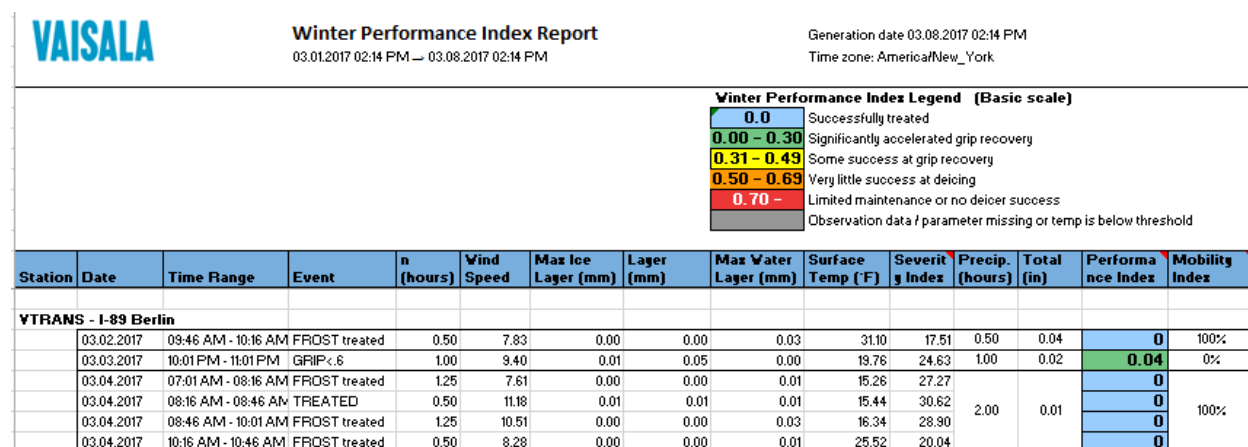 VAISALA
Winter Performance Index Report
03.01.2017 02:14 PM → 03.08.2017 02:14 PM
Generation date 03.08.2017 02:14 PM
Time zone: America/New_York
Winter Performance Index Legend (Basic scale)
0.0 Successfully treated
0.00 - 0.30 Significantly accelerated grip recovery
0.31 - 0.49 Some success at grip recovery
0.50 - 0.69 Very little success at deicing
0.70 - Limited maintenance or no deicer success
Observation data / parameter missing or temp is below threshold
Station Date Time Range Event n (hours) Wind Speed Max Ice Layer (mm) Layer (mm) Max Water Layer (mm) Surface Temp (°F) Severity Index Precip. (hours) Total (in) Performance Index Mobility Index
VTRANS - I-89 Berlin
03.02.2017 09:46 AM - 10:16 AM FROST treated 0.50 7.83 0.00 0.00 0.03 31.10 17.51 0.50 0.04 0 100%
03.03.2017 10:01 PM - 11:01 PM GRIP<.6 1.00 9.40 0.01 0.05 0.00 19.76 24.63 1.00 0.02 0.04 0%
03.04.2017 07:01 AM - 08:16 AM FROST treated 1.25 7.61 0.00 0.00 0.01 15.26 27.27 0
03.04.2017 08:16 AM - 08:46 AM TREATED 0.50 11.18 0.01 0.01 0.01 15.44 30.62 0
2.00 0.01 100%
03.04.2017 08:46 AM - 10:01 AM FROST treated 1.25 10.51 0.00 0.00 0.03 16.34 28.90 0
03.04.2017 10:16 AM - 10:46 AM FROST treated 0.50 8.28 0.00 0.00 0.01 25.52 20.04 0